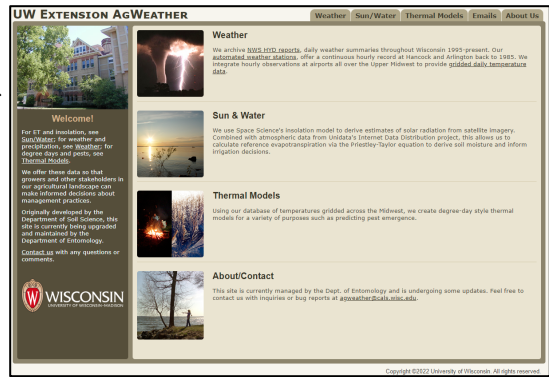 UW Extension AgWeather
Weather Sun/Water Thermal Models Emails About Us
Welcome!
For ET and insolation, see
Sun/Water; for weather and
precipitation, see Weather; for
degree days and pests, see
Thermal Models.
We offer these data so that
growers and other stakeholders in
our agricultural landscape can
make informed decisions about
management practices.
Originally developed by the
Department of Soil Science, this
site is currently being upgraded
and maintained by the
Department of Entomology.
Contact us with any questions or
comments.
WISCONSIN
UNIVERSITY OF WISCONSIN-MADISON
Weather
We archive NWS HYD reports, daily weather summaries throughout Wisconsin 1995-present. Our
automated weather stations, offer a continuous hourly record at Hancock and Arlington back to 1985. We
integrate hourly observations at airports all over the Upper Midwest to provide gridded daily temperature
data.
Sun & Water
We use Space Science's insolation model to derive estimates of solar radiation from satellite imagery.
Combined with atmospheric data from Unidata's Internet Data Distribution project, this allows us to
calculate reference evapotranspiration via the Priestley-Taylor equation to derive soil moisture and inform
irrigation decisions.
Thermal Models
Using our database of temperatures gridded across the Midwest, we create degree-day style thermal
models for a variety of purposes such as predicting pest emergence.
About/Contact
This site is currently managed by the Dept. of Entomology and is undergoing some updates. Feel free to
contact us with inquiries or bug reports at agweather@cals.wisc.edu.
Copyright ©2022 University of Wisconsin. All rights reserved.